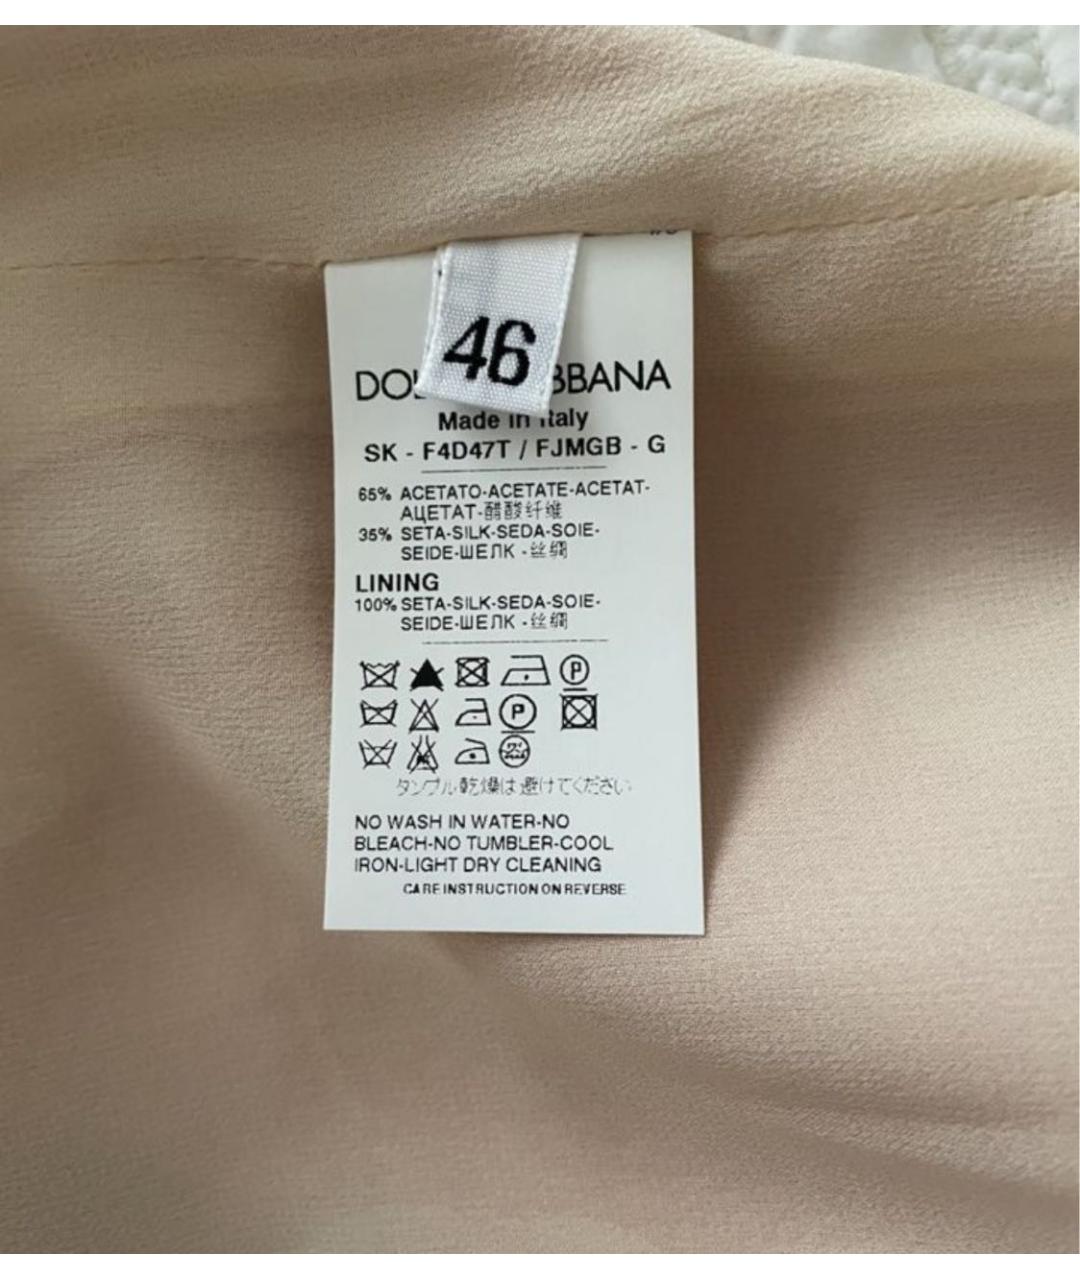 46
Made in Italy
SK - F4D47T / FJMGB - G
65% ACETATO-ACETATE-ACETAT-
АЦЕТАТ-醋酸纤维
35% SETA-SILK-SEDA-SOIE-
SEIDE-ШЕЛК -丝绸
LINING
100% SETA-SILK-SEDA-SOIE-
SEIDE-ШЕЛК -丝绸
P
P
タンブル乾燥は避けてください
NO WASH IN WATER-NO
BLEACH-NO TUMBLER-COOL
IRON-LIGHT DRY CLEANING
CARE INSTRUCTION ON REVERSE